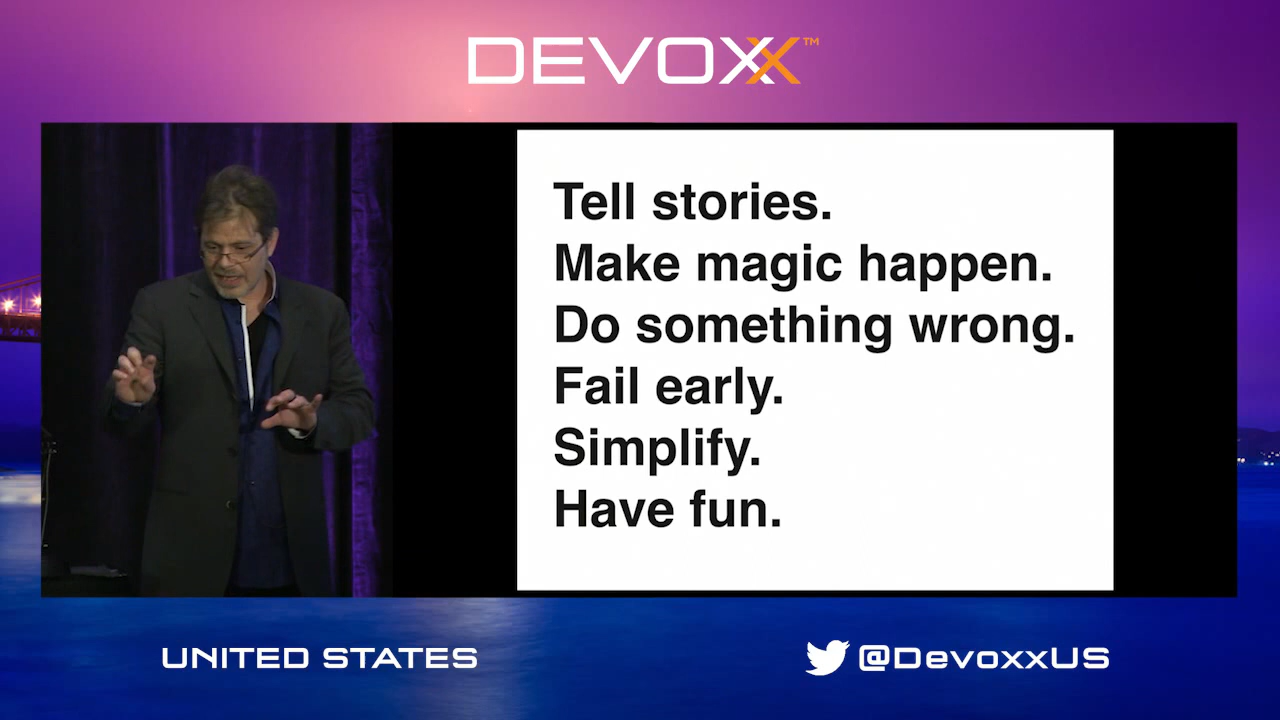 DEVOXX™
Tell stories.
Make magic happen.
Do something wrong.
Fail early.
Simplify.
Have fun.
UNITED STATES
@DevoxxUS